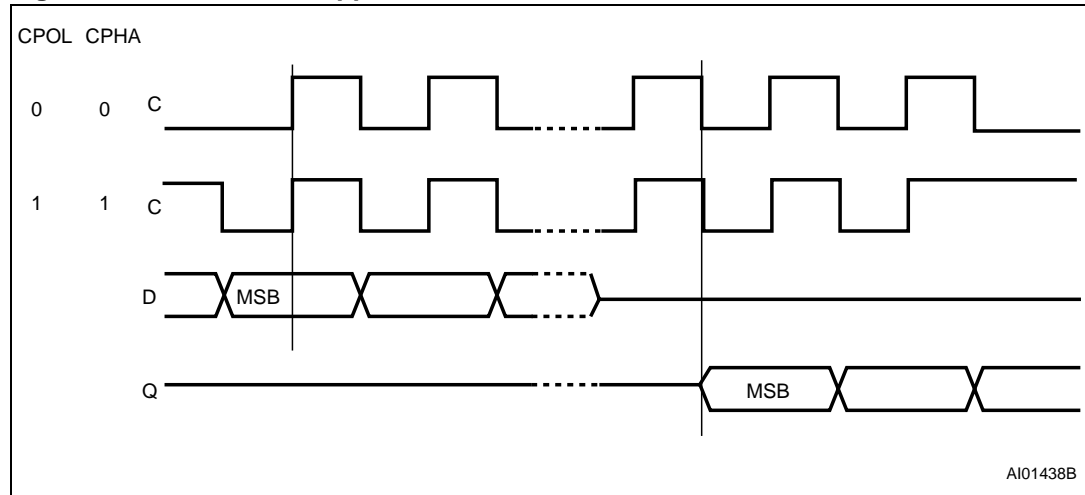 CPOL CPHA
0 0 C
1 1 C
D MSB
Q MSB
AI01438B